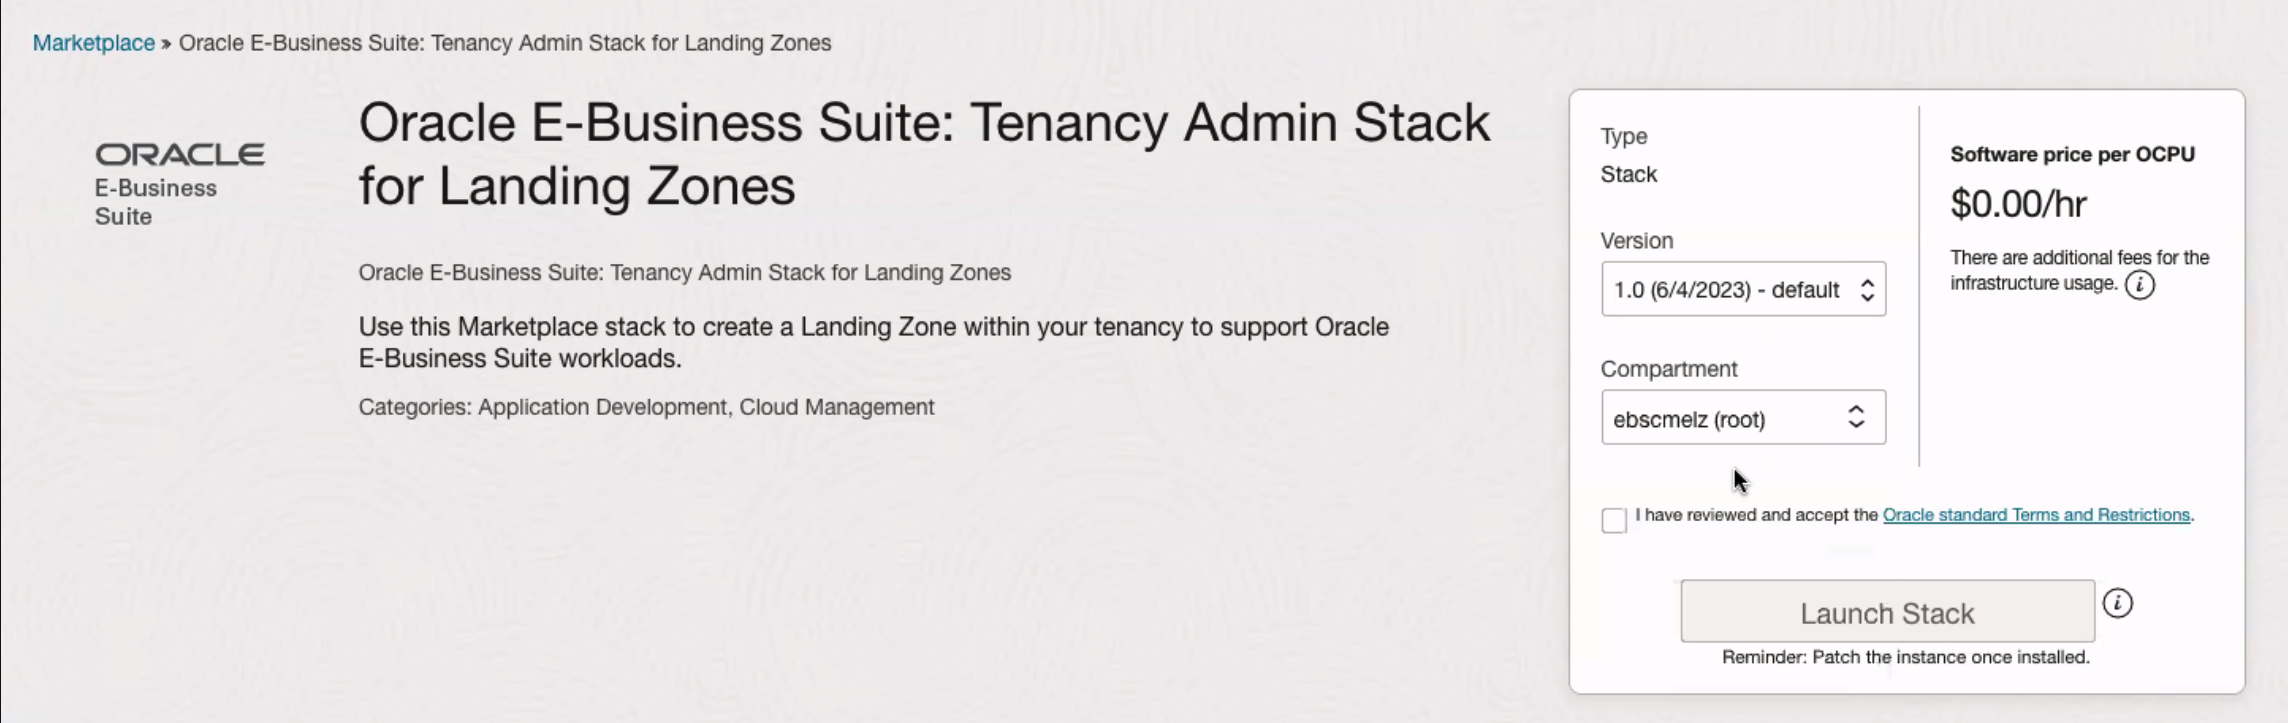 Marketplace » Oracle E-Business Suite: Tenancy Admin Stack for Landing Zones
ORACLE
E-Business
Suite
Oracle E-Business Suite: Tenancy Admin Stack
for Landing Zones
Oracle E-Business Suite: Tenancy Admin Stack for Landing Zones
Use this Marketplace stack to create a Landing Zone within your tenancy to support Oracle
E-Business Suite workloads.
Categories: Application Development, Cloud Management
Type
Stack
Version
1.0 (6/4/2023) - default
Compartment
ebscmelz (root)
Software price per OCPU
$0.00/hr
There are additional fees for the
infrastructure usage.
I have reviewed and accept the Oracle standard Terms and Restrictions.
Launch Stack
Reminder: Patch the instance once installed.